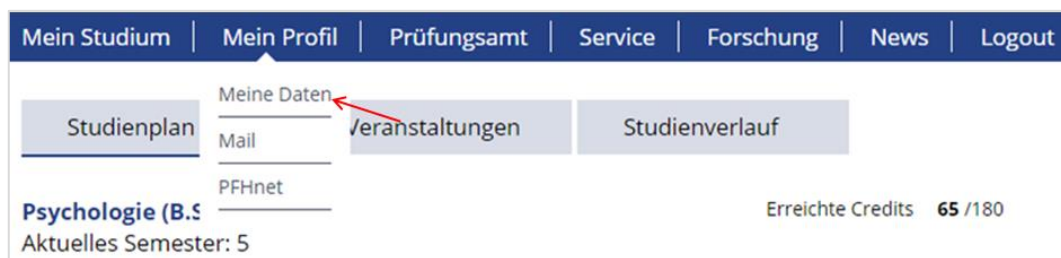 Mein Studium | Mein Profil | Prüfungsamt | Service | Forschung | News | Logout
Meine Daten
Studienplan Veranstaltungen Studienverlauf
Mail
PFHnet
Psychologie (B.S Erreichte Credits 65 /180
Aktuelles Semester: 5